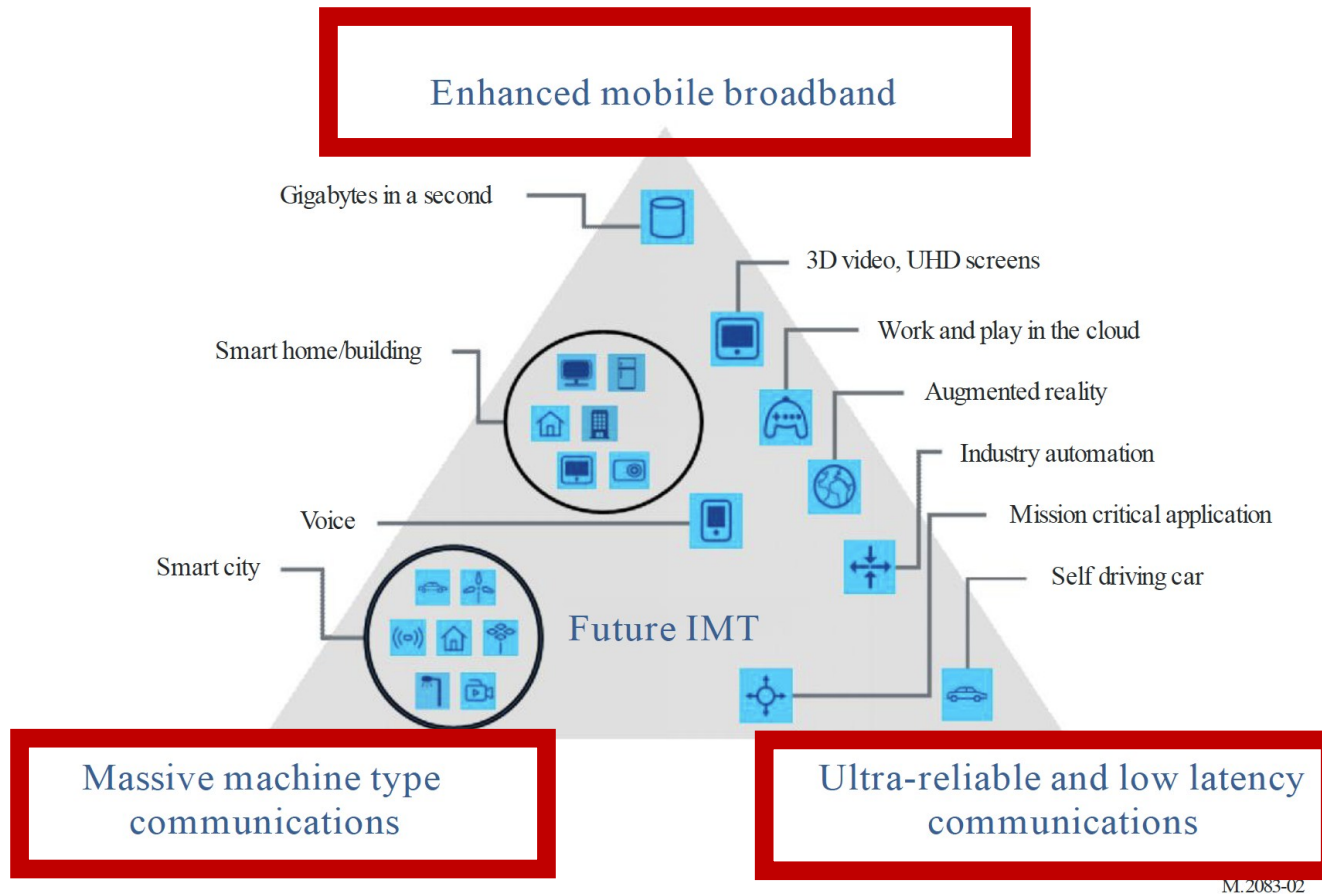 Enhanced mobile broadband
Gigabytes in a second
3D video, UHD screens
Smart home/building
Work and play in the cloud
Augmented reality
Industry automation
Voice
Mission critical application
Smart city
Self driving car
Future IMT
Massive machine type
communications
Ultra-reliable and low latency
communications
M.2083-02